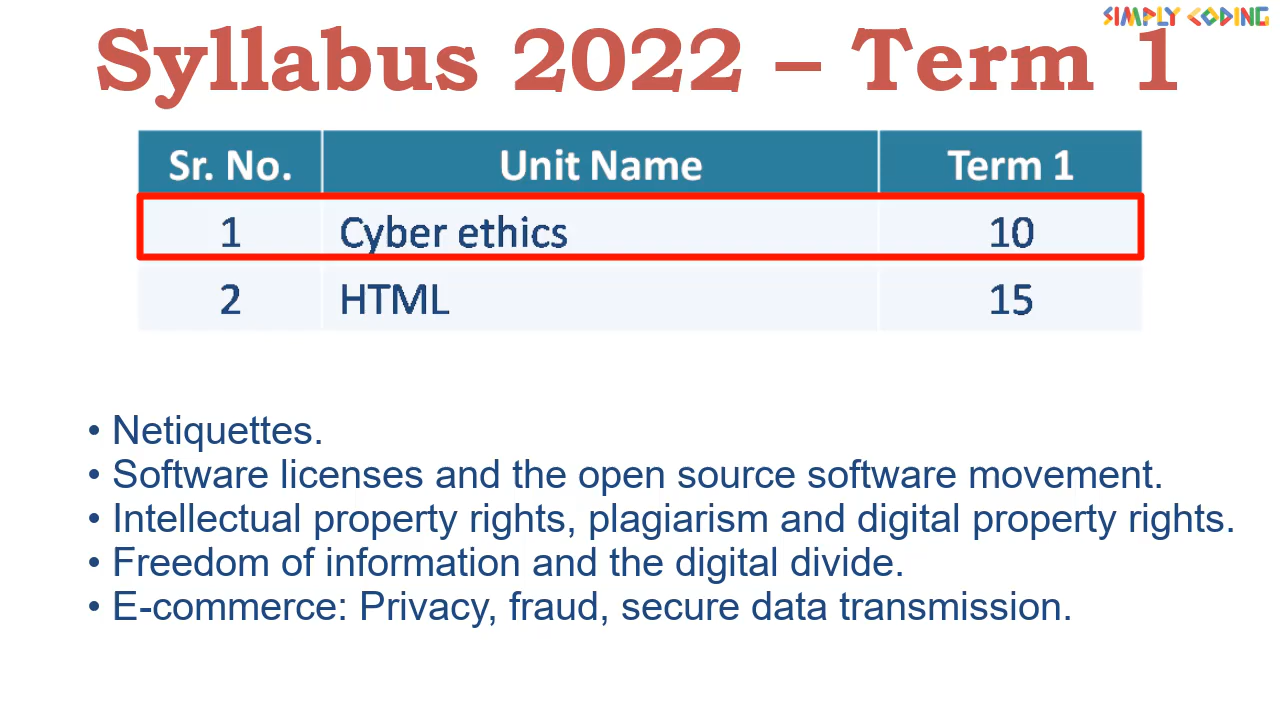 SIMPLY CODING
Syllabus 2022 – Term 1
Sr. No. Unit Name Term 1
1 Cyber ethics 10
2 HTML 15
• Netiquettes.
• Software licenses and the open source software movement.
• Intellectual property rights, plagiarism and digital property rights.
• Freedom of information and the digital divide.
• E-commerce: Privacy, fraud, secure data transmission.